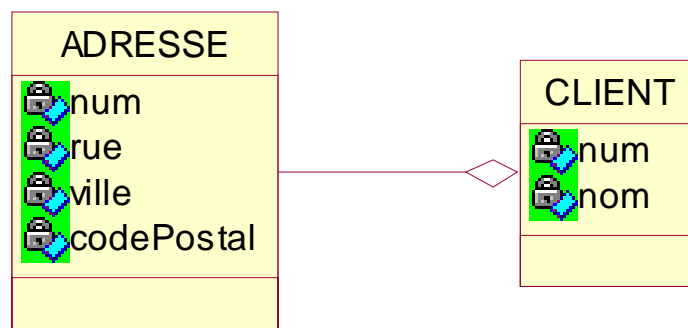 ADRESSE
num
rue
ville
codePostal
CLIENT
num
nom